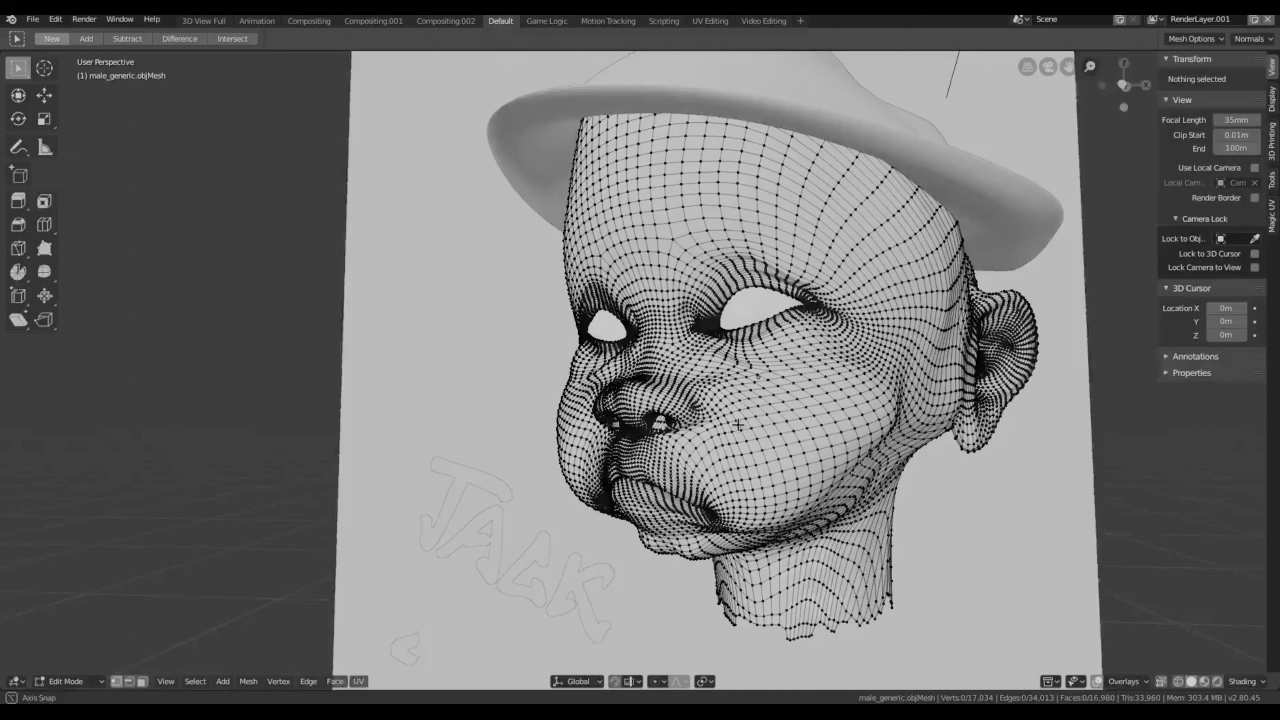 File Edit Render Window Help 3D View Full Animation Compositing Compositing.001 Compositing.002 Default Game Logic Motion Tracking Scripting UV Editing Video Editing + Scene RenderLayer.001
New Add Subtract Difference Intersect Mesh Options Normals
User Perspective
(1) male_generic.objMesh
Transform
Nothing selected
View
Focal Length 35mm
Clip Start 0.01m
End 100m
Use Local Camera
Local Cam.. Cam
Render Border
Camera Lock
Lock to Obj..
Lock to 3D Cursor
Lock Camera to View
3D Cursor
Location X 0m
Y 0m
Z 0m
Annotations
Properties
View
Display
3D Printing
Tools
Magic UV
JACK
Edit Mode View Select Add Mesh Vertex Edge Face UV Global Overlays Shading
Axis Snap male_generic.objMesh | Verts:0/17,034 | Edges:0/34,013 | Faces:0/16,980 | Tris:33,960 | Mem: 303.4 MB | v2.80.45